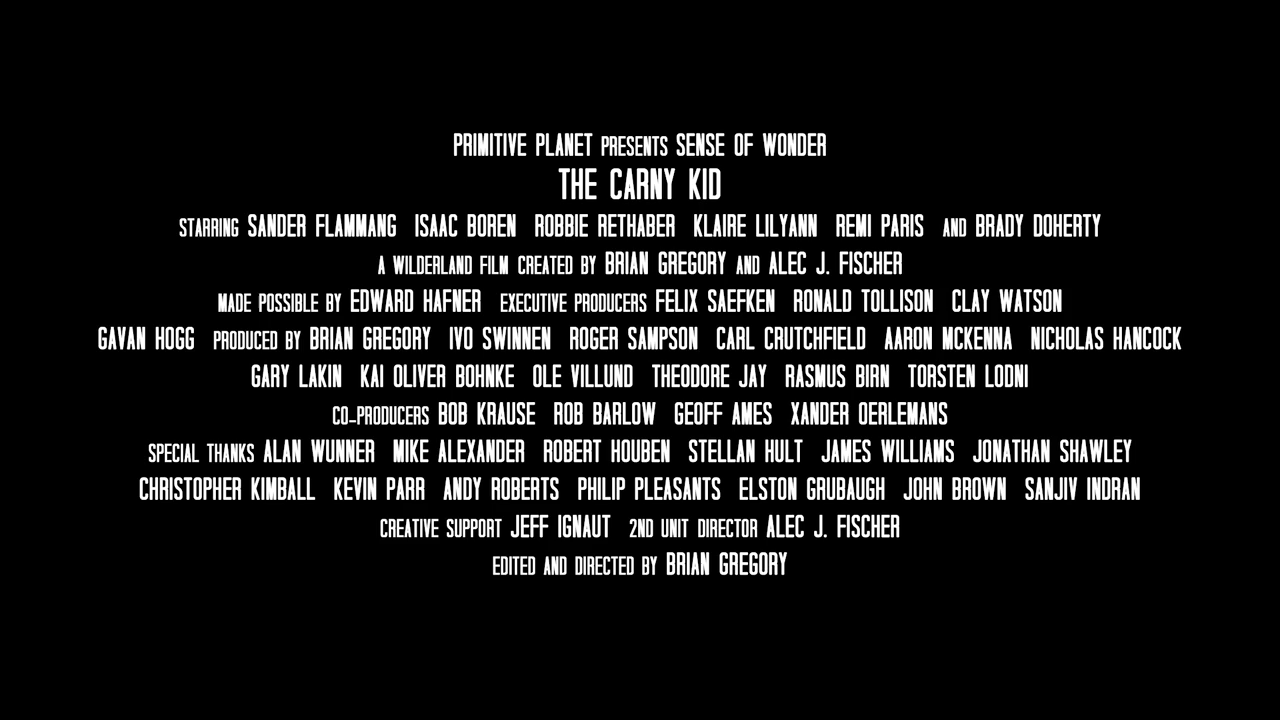 PRIMITIVE PLANET PRESENTS SENSE OF WONDER
THE CARNY KID
STARRING SANDER FLAMMANG ISAAC BOREN ROBBIE RETHABER KLAIRE LILYANN REMI PARIS AND BRADY DOHERTY
A WILDERLAND FILM CREATED BY BRIAN GREGORY AND ALEC J. FISCHER
MADE POSSIBLE BY EDWARD HAFNER EXECUTIVE PRODUCERS FELIX SAEFKEN RONALD TOLLISON CLAY WATSON
GAVAN HOGG PRODUCED BY BRIAN GREGORY IVO SWINNEN ROGER SAMPSON CARL CRUTCHFIELD AARON MCKENNA NICHOLAS HANCOCK
GARY LAKIN KAI OLIVER BOHNKE OLE VILLUND THEODORE JAY RASMUS BIRN TORSTEN LODNI
CO-PRODUCERS BOB KRAUSE ROB BARLOW GEOFF AMES XANDER OERLEMANS
SPECIAL THANKS ALAN WUNNER MIKE ALEXANDER ROBERT HOUBEN STELLAN HULT JAMES WILLIAMS JONATHAN SHAWLEY
CHRISTOPHER KIMBALL KEVIN PARR ANDY ROBERTS PHILIP PLEASANTS ELSTON GRUBAUGH JOHN BROWN SANJIV INDRAN
CREATIVE SUPPORT JEFF IGNAUT 2ND UNIT DIRECTOR ALEC J. FISCHER
EDITED AND DIRECTED BY BRIAN GREGORY